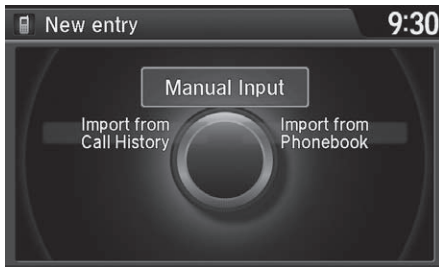 New entry
9:30
Manual Input
Import from
Call History
Import from
Phonebook